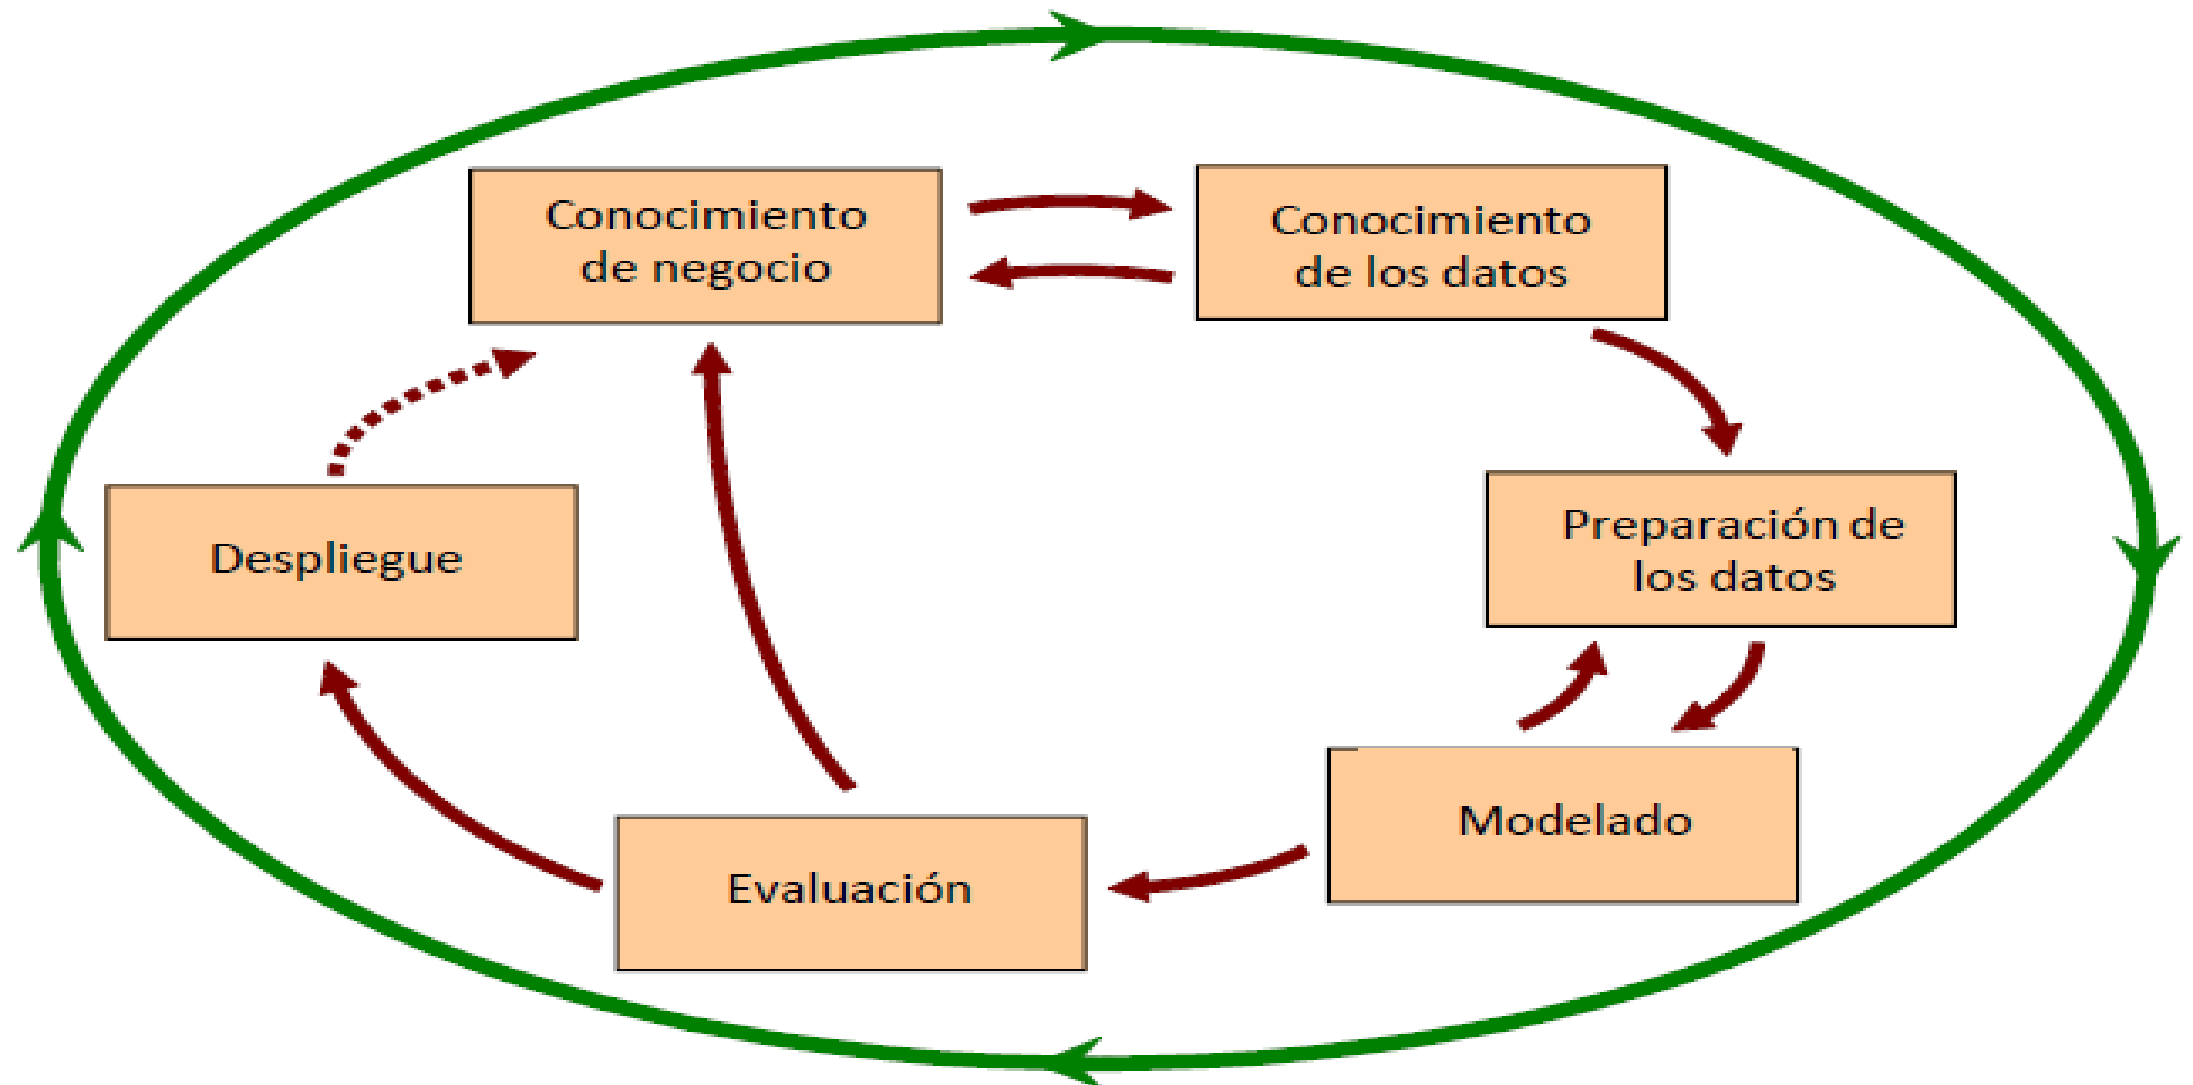 Conocimiento
de negocio
Conocimiento
de los datos
Preparación de
los datos
Despliegue
Modelado
Evaluación